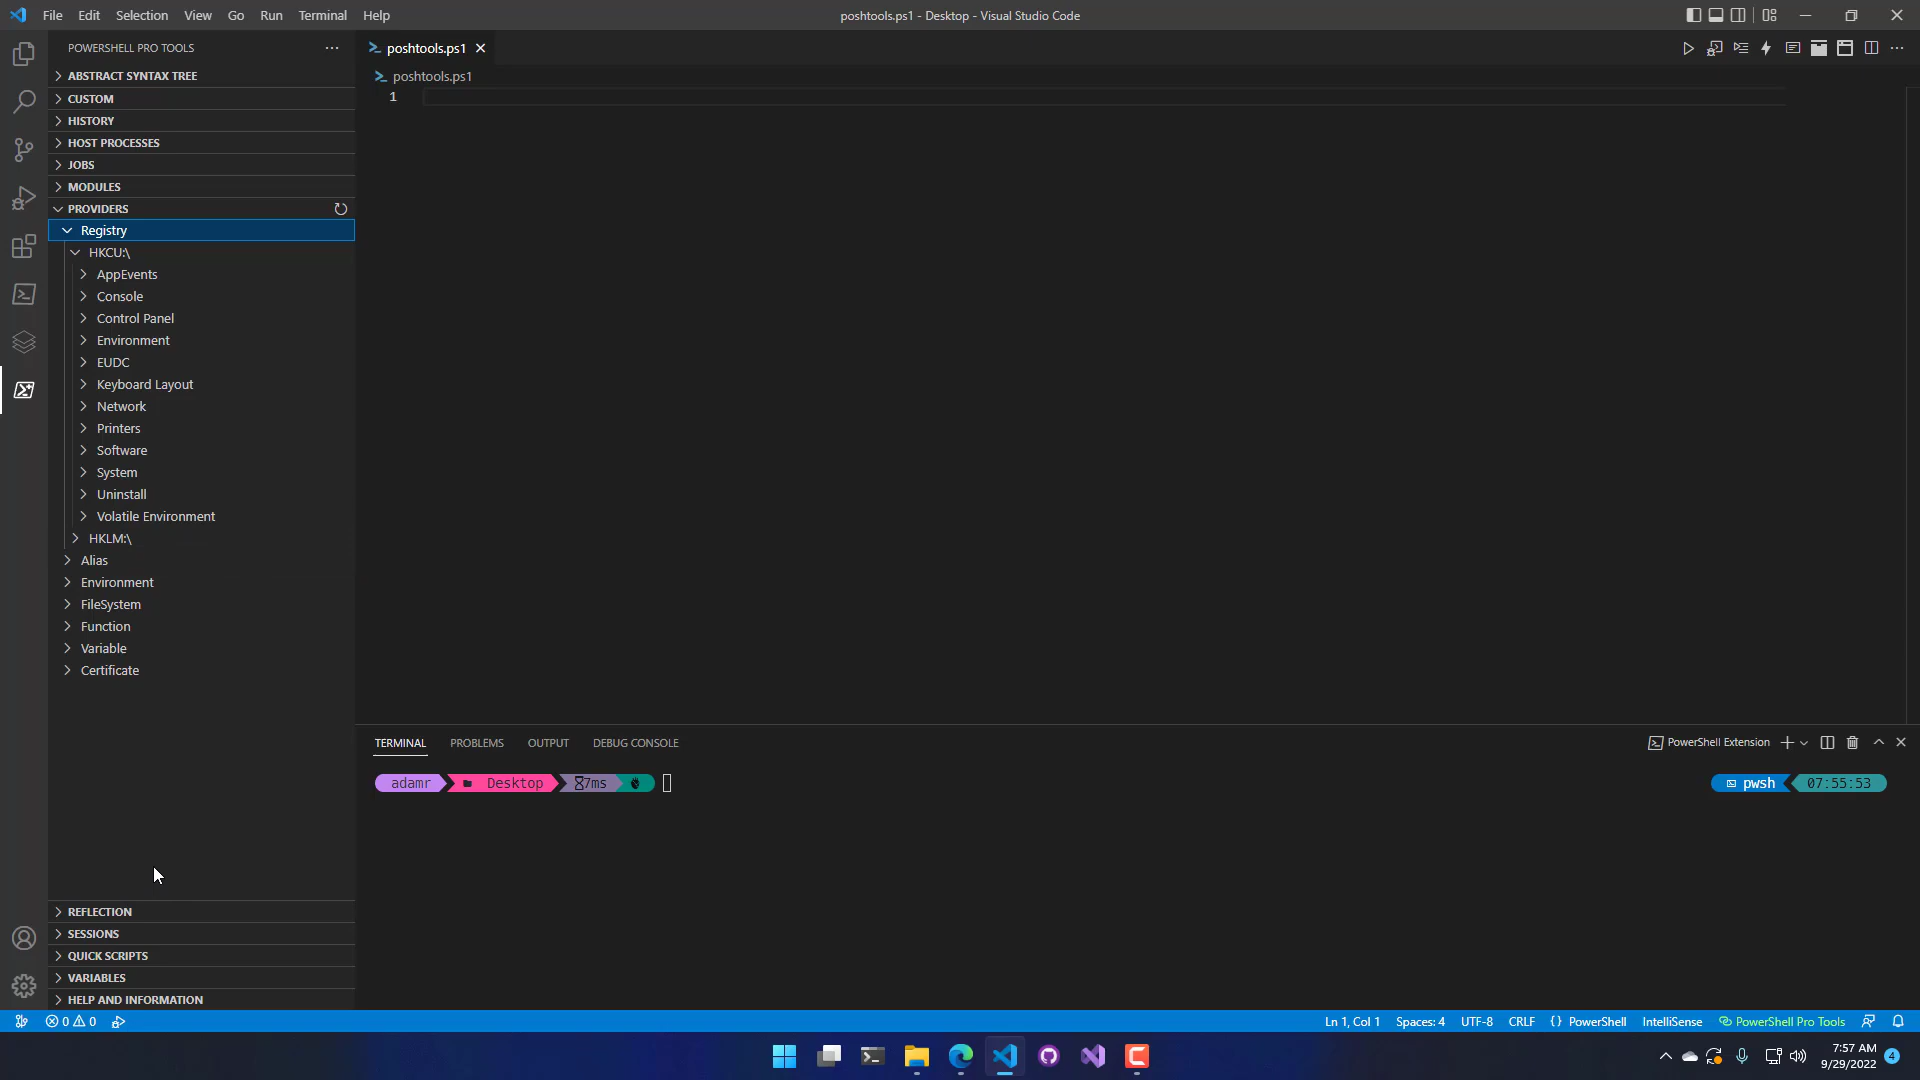 File Edit Selection View Go Run Terminal Help
poshtools.ps1 - Desktop - Visual Studio Code
POWERSHELL PRO TOOLS
poshtools.ps1
ABSTRACT SYNTAX TREE
poshtools.ps1
CUSTOM
1
HISTORY
HOST PROCESSES
JOBS
MODULES
PROVIDERS
Registry
HKCU:\
AppEvents
Console
Control Panel
Environment
EUDC
Keyboard Layout
Network
Printers
Software
System
Uninstall
Volatile Environment
HKLM:\
Alias
Environment
FileSystem
Function
Variable
Certificate
TERMINAL PROBLEMS OUTPUT DEBUG CONSOLE
PowerShell Extension
adamr Desktop 7ms
pwsh 07:55:53
REFLECTION
SESSIONS
QUICK SCRIPTS
VARIABLES
HELP AND INFORMATION
0 0
Ln 1, Col 1 Spaces: 4 UTF-8 CRLF {} PowerShell IntelliSense PowerShell Pro Tools
7:57 AM
9/29/2022
4